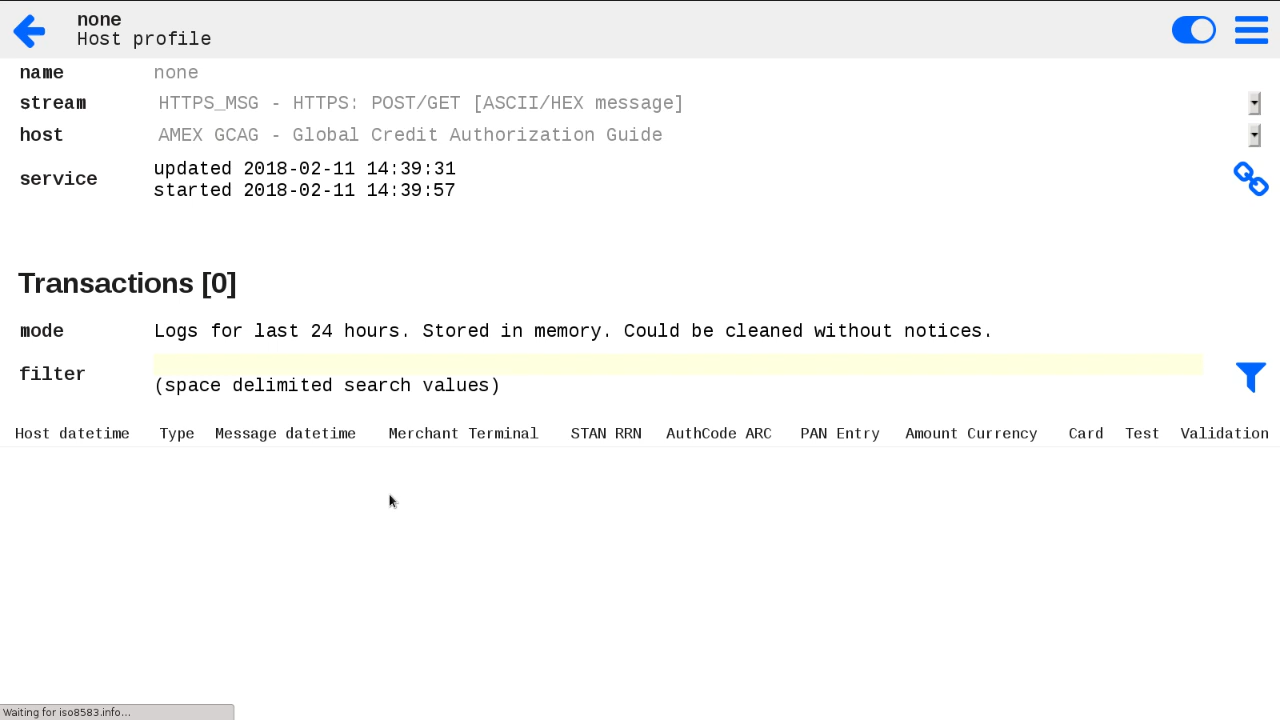 none
Host profile
name none
stream HTTPS_MSG - HTTPS: POST/GET [ASCII/HEX message]
host AMEX GCAG - Global Credit Authorization Guide
service updated 2018-02-11 14:39:31
started 2018-02-11 14:39:57
Transactions [0]
mode Logs for last 24 hours. Stored in memory. Could be cleaned without notices.
filter
(space delimited search values)
Host datetime Type Message datetime Merchant Terminal STAN RRN AuthCode ARC PAN Entry Amount Currency Card Test Validation
Waiting for iso8583.info...